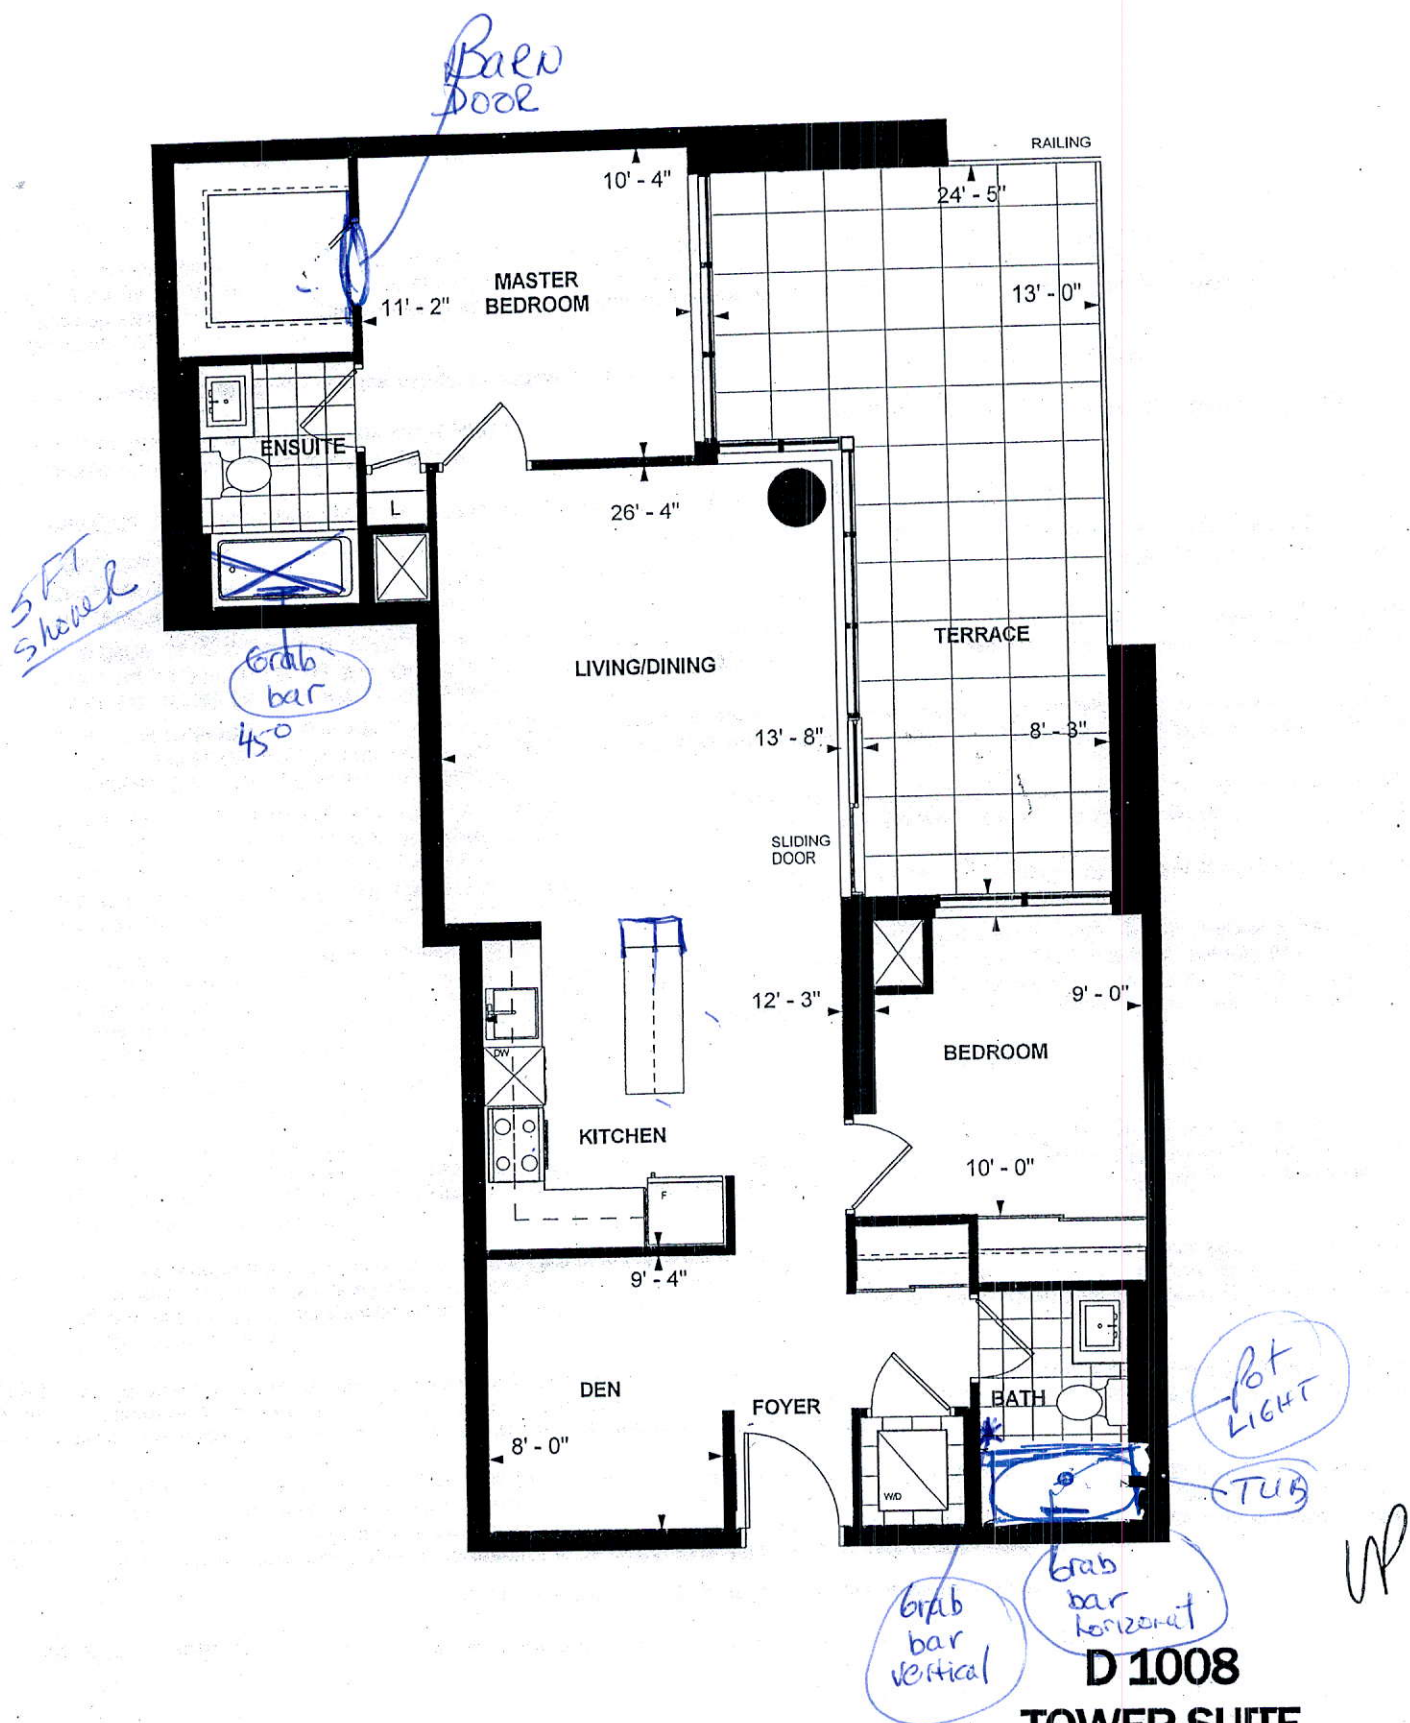 BARN
DOOR
RAILING
10' - 4"
24' - 5"
MASTER
BEDROOM
13' - 0"
11' - 2"
ENSUITE
L
26' - 4"
5FT
Shower
TERRACE
LIVING/DINING
Grab
bar
45°
13' - 8"
8' - 3"
SLIDING
DOOR
12' - 3"
9' - 0"
BEDROOM
DW
KITCHEN
10' - 0"
F
9' - 4"
DEN
FOYER
BATH
Pot
LIGHT
8' - 0"
W/D
TUB
Grab
bar
vertical
Grab
bar
horizontal
D 1008
TOWER SUITE